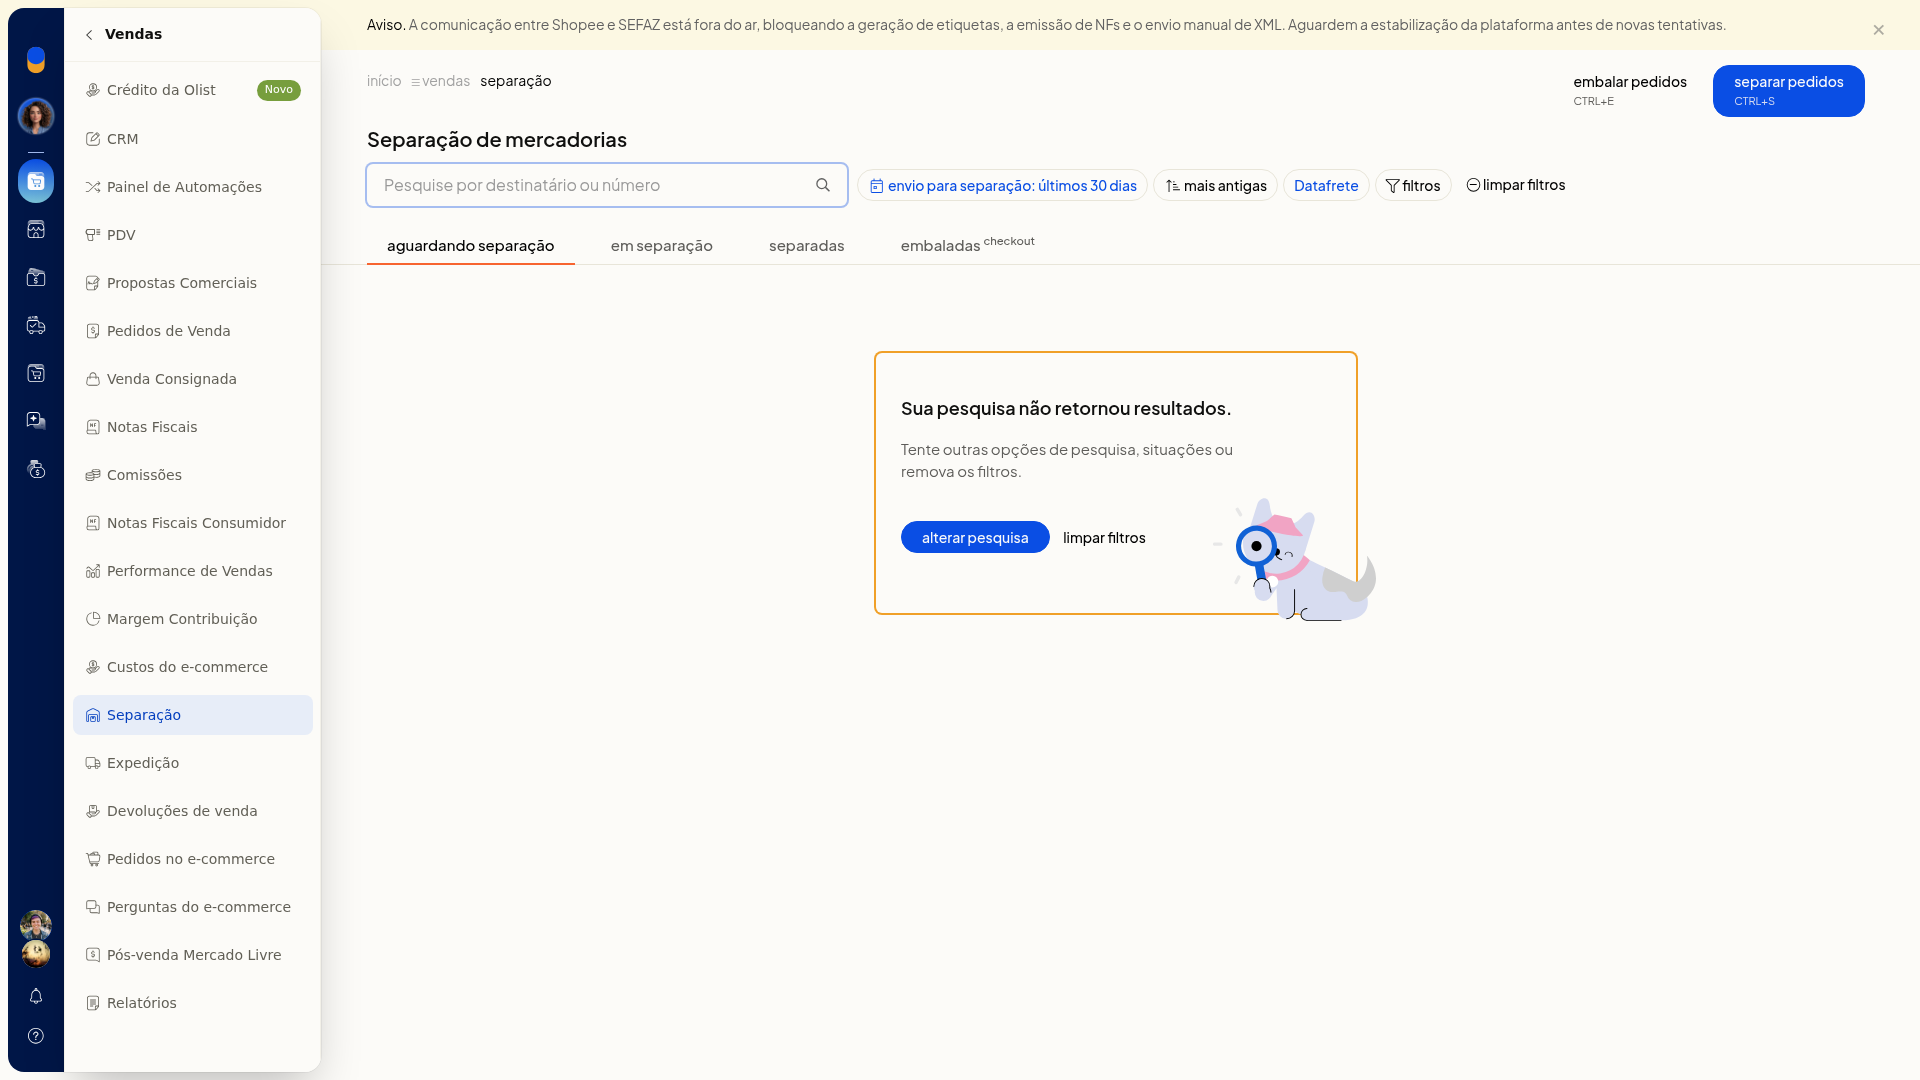 Aviso. A comunicação entre Shopee e SEFAZ está fora do ar, bloqueando a geração de etiquetas, a emissão de NFs e o envio manual de XML. Aguardem a estabilização da plataforma antes de novas tentativas.
Vendas
Crédito da Olist Novo
CRM
Painel de Automações
PDV
Propostas Comerciais
Pedidos de Venda
Venda Consignada
Notas Fiscais
Comissões
Notas Fiscais Consumidor
Performance de Vendas
Margem Contribuição
Custos do e-commerce
Separação
Expedição
Devoluções de venda
Pedidos no e-commerce
Perguntas do e-commerce
Pós-venda Mercado Livre
Relatórios
início vendas separação
embalar pedidos
CTRL+E
separar pedidos
CTRL+S
Separação de mercadorias
Pesquise por destinatário ou número
envio para separação: últimos 30 dias
mais antigas
Datafrete
filtros
limpar filtros
aguardando separação
em separação
separadas
embaladas checkout
Sua pesquisa não retornou resultados.
Tente outras opções de pesquisa, situações ou
remova os filtros.
alterar pesquisa
limpar filtros